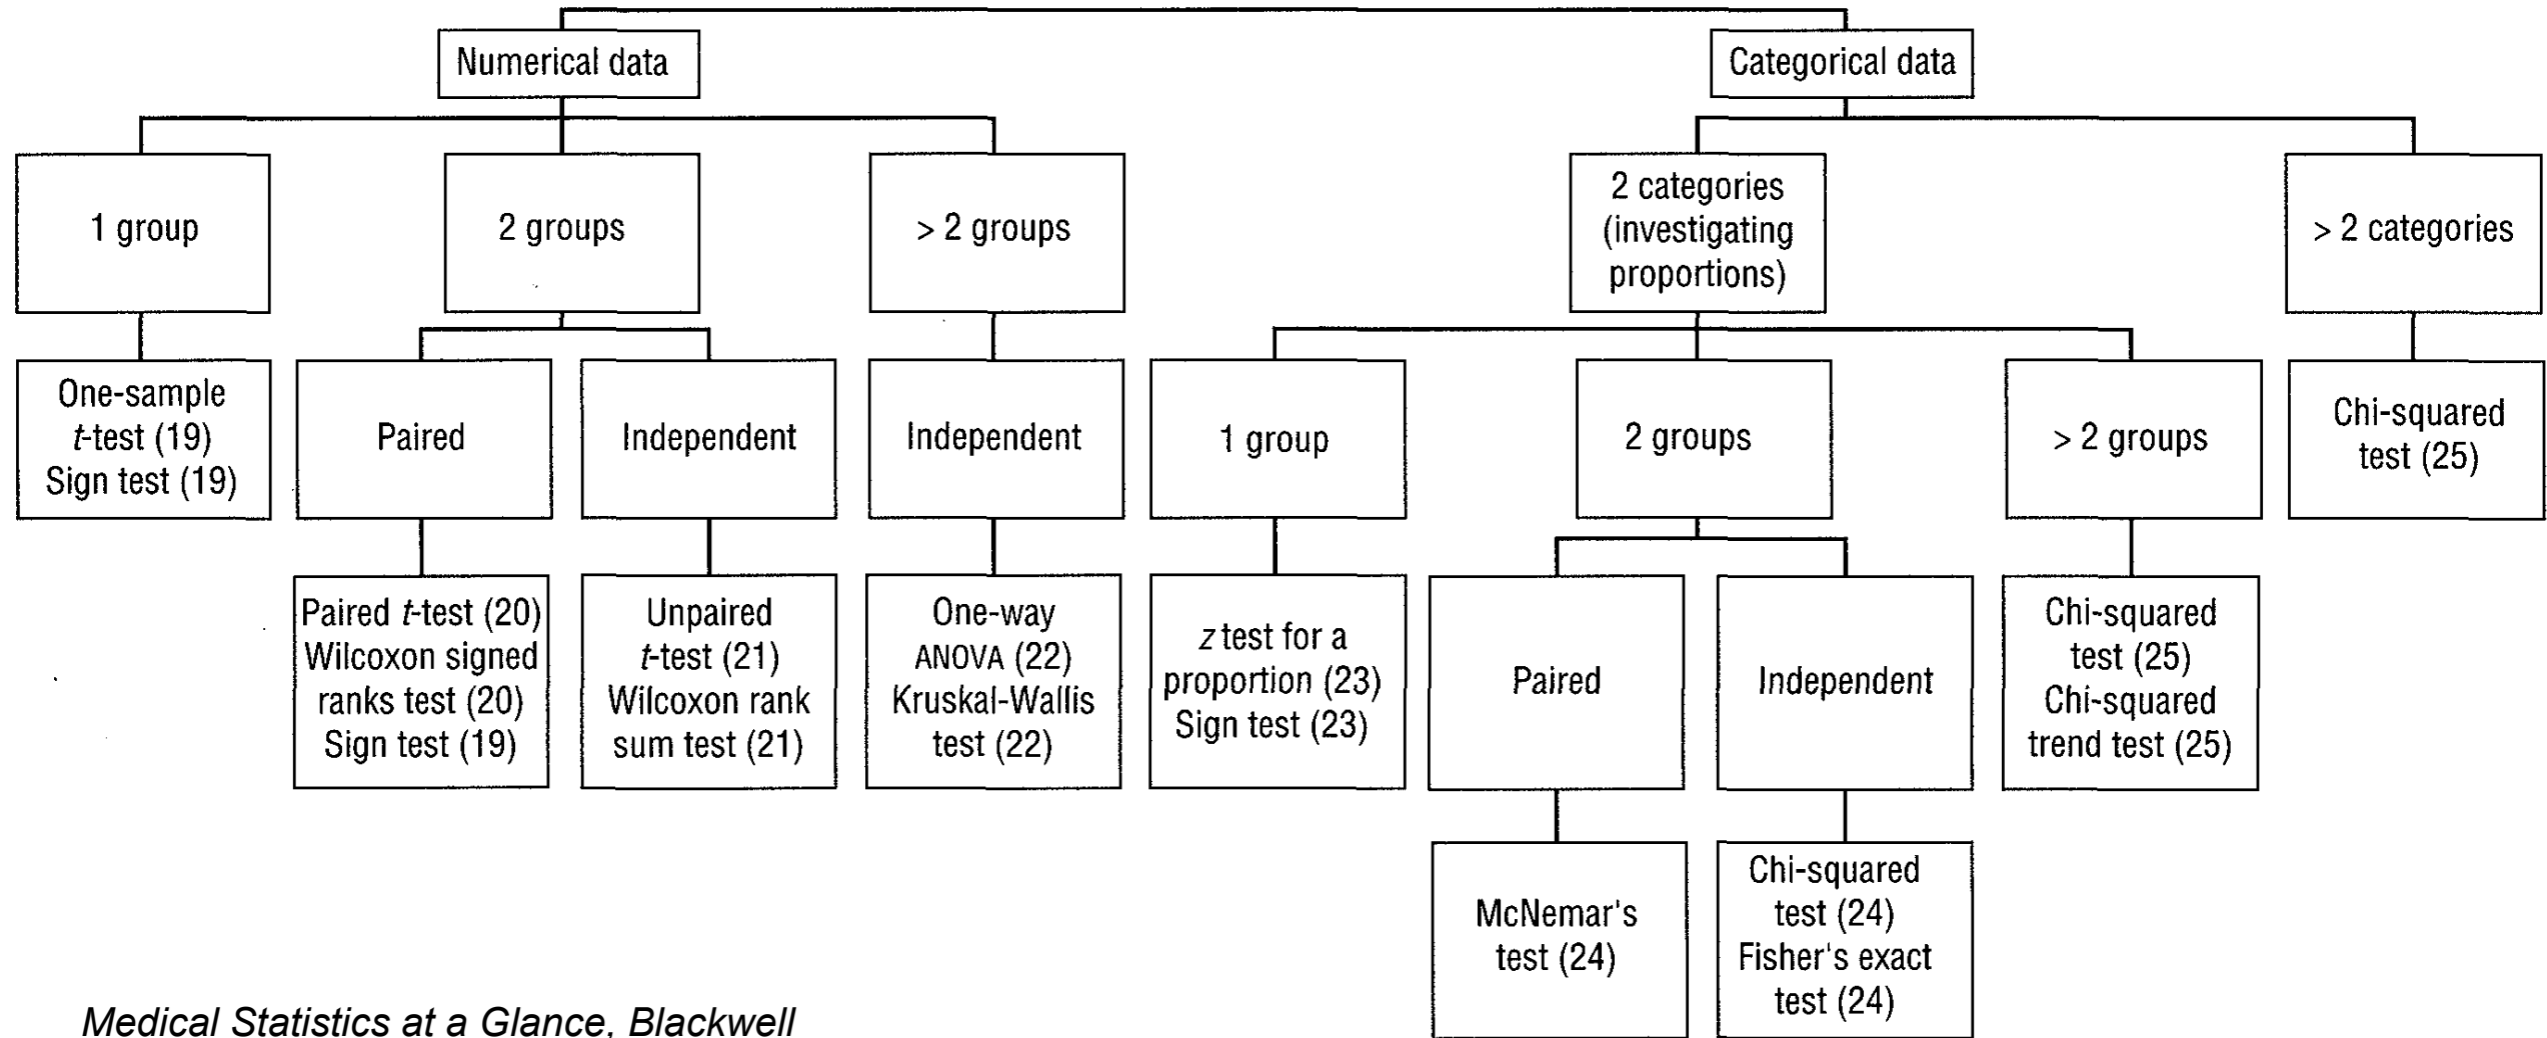 Numerical data
Categorical data
1 group
2 groups
> 2 groups
2 categories
(investigating
proportions)
> 2 categories
One-sample
t-test (19)
Sign test (19)
Paired
Independent
Independent
1 group
2 groups
> 2 groups
Chi-squared
test (25)
Paired t-test (20)
Wilcoxon signed
ranks test (20)
Sign test (19)
Unpaired
t-test (21)
Wilcoxon rank
sum test (21)
One-way
ANOVA (22)
Kruskal-Wallis
test (22)
z test for a
proportion (23)
Sign test (23)
Paired
Independent
Chi-squared
test (25)
Chi-squared
trend test (25)
McNemar's
test (24)
Chi-squared
test (24)
Fisher's exact
test (24)
Medical Statistics at a Glance, Blackwell